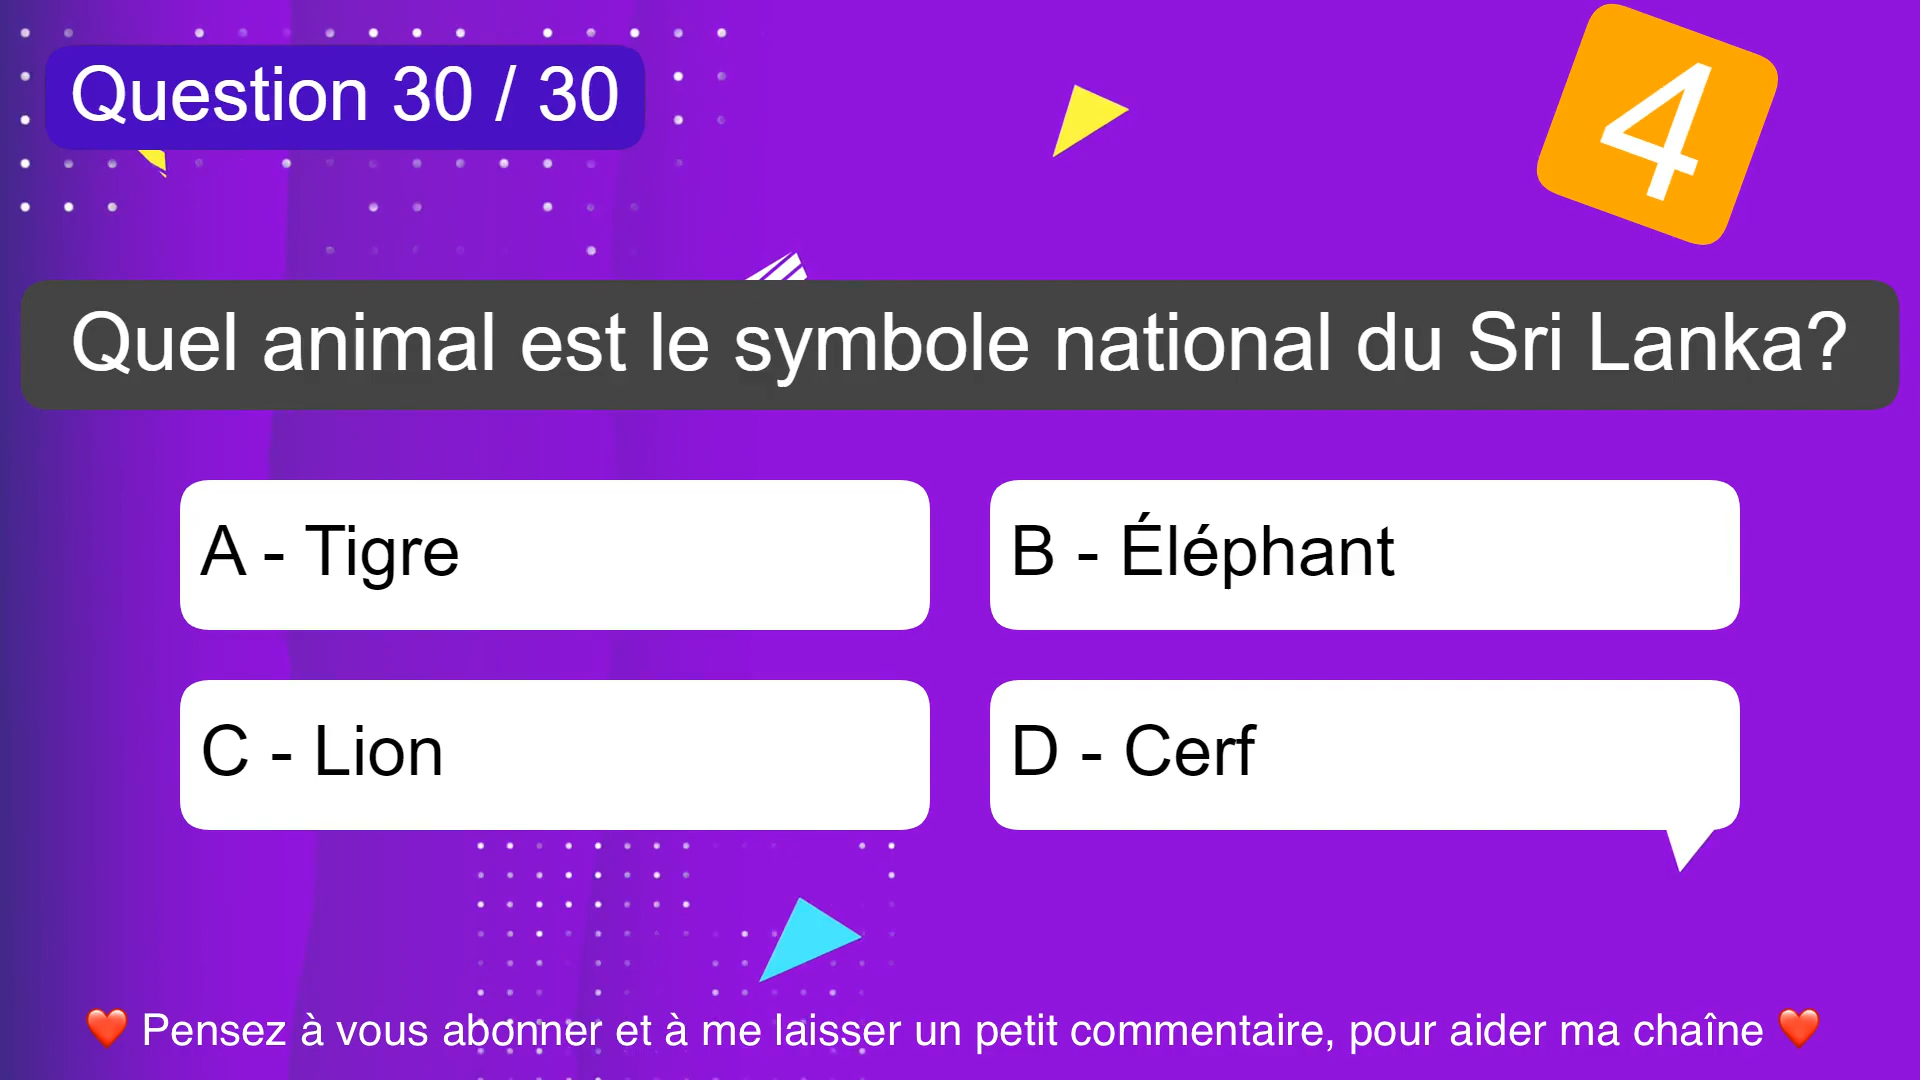 Question 30 / 30
4
Quel animal est le symbole national du Sri Lanka?
A - Tigre
B - Éléphant
C - Lion
D - Cerf
❤️ Pensez à vous abonner et à me laisser un petit commentaire, pour aider ma chaîne ❤️